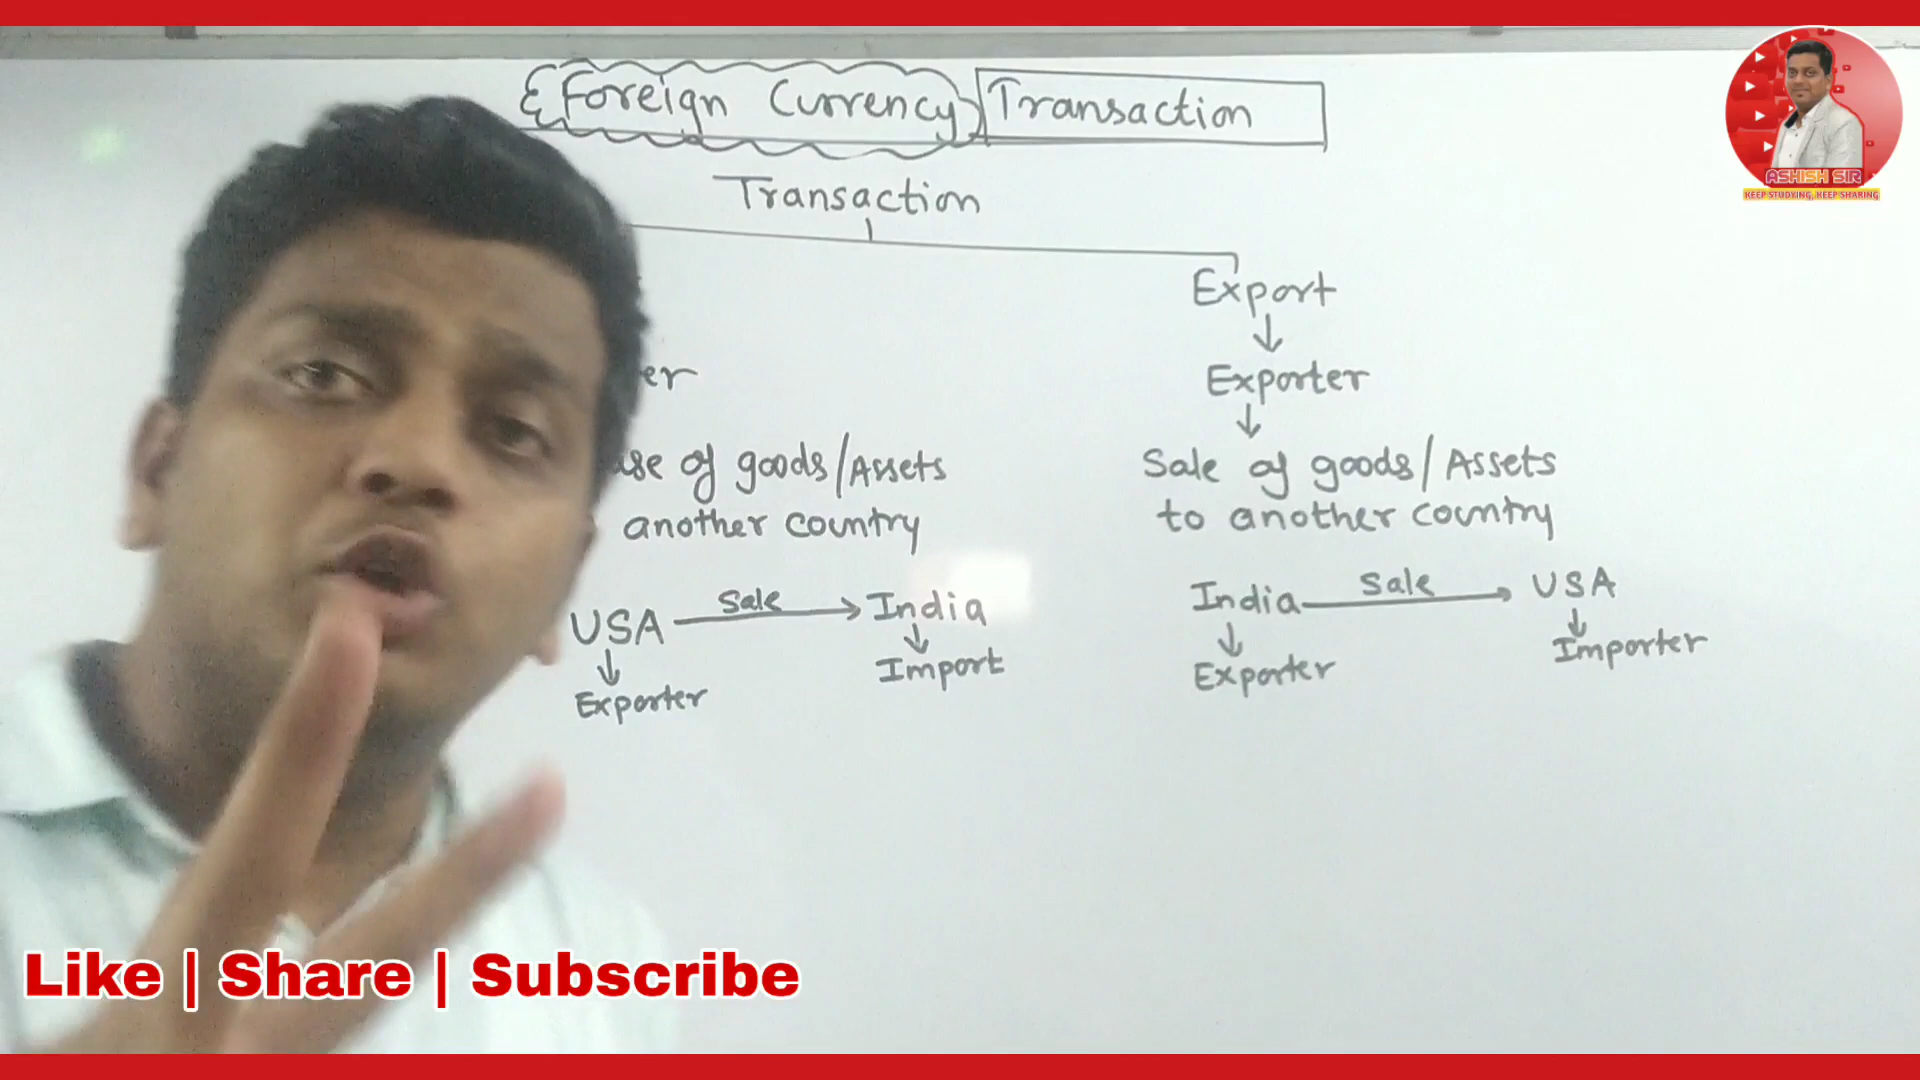 Foreign Currency Transaction
Transaction
Export
Exporter
of goods/Assets
another country
USA Sale India
Exporter
Import
Exporter
Sale of goods/Assets
to another country
India Sale USA
Exporter
Importer
ASHISH SIR
KEEP STUDYING, KEEP SHARING
Like | Share | Subscribe